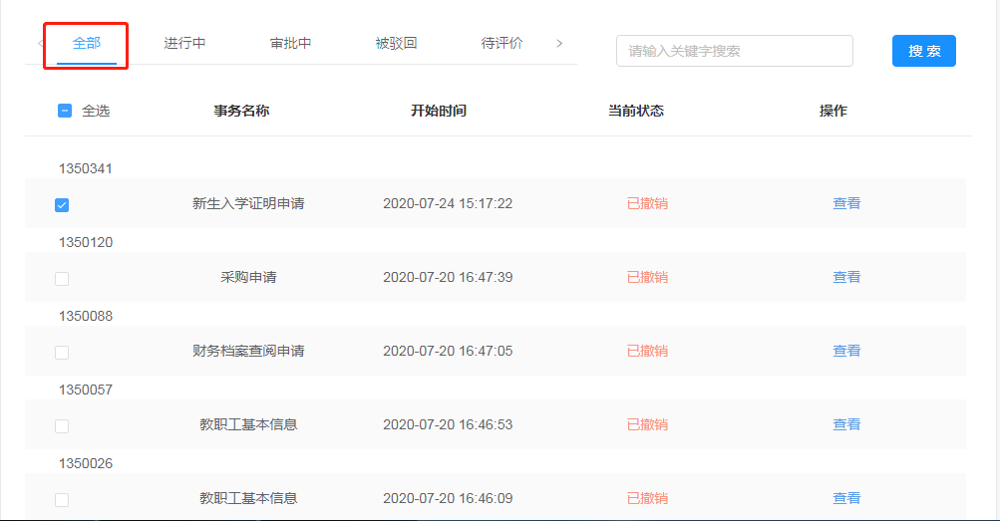 全部 进行中 审批中 被驳回 待评价
请输入关键字搜索 搜 索
全选 事务名称 开始时间 当前状态 操作
1350341
新生入学证明申请 2020-07-24 15:17:22 已撤销 查看
1350120
采购申请 2020-07-20 16:47:39 已撤销 查看
1350088
财务档案查阅申请 2020-07-20 16:47:05 已撤销 查看
1350057
教职工基本信息 2020-07-20 16:46:53 已撤销 查看
1350026
教职工基本信息 2020-07-20 16:46:09 已撤销 查看